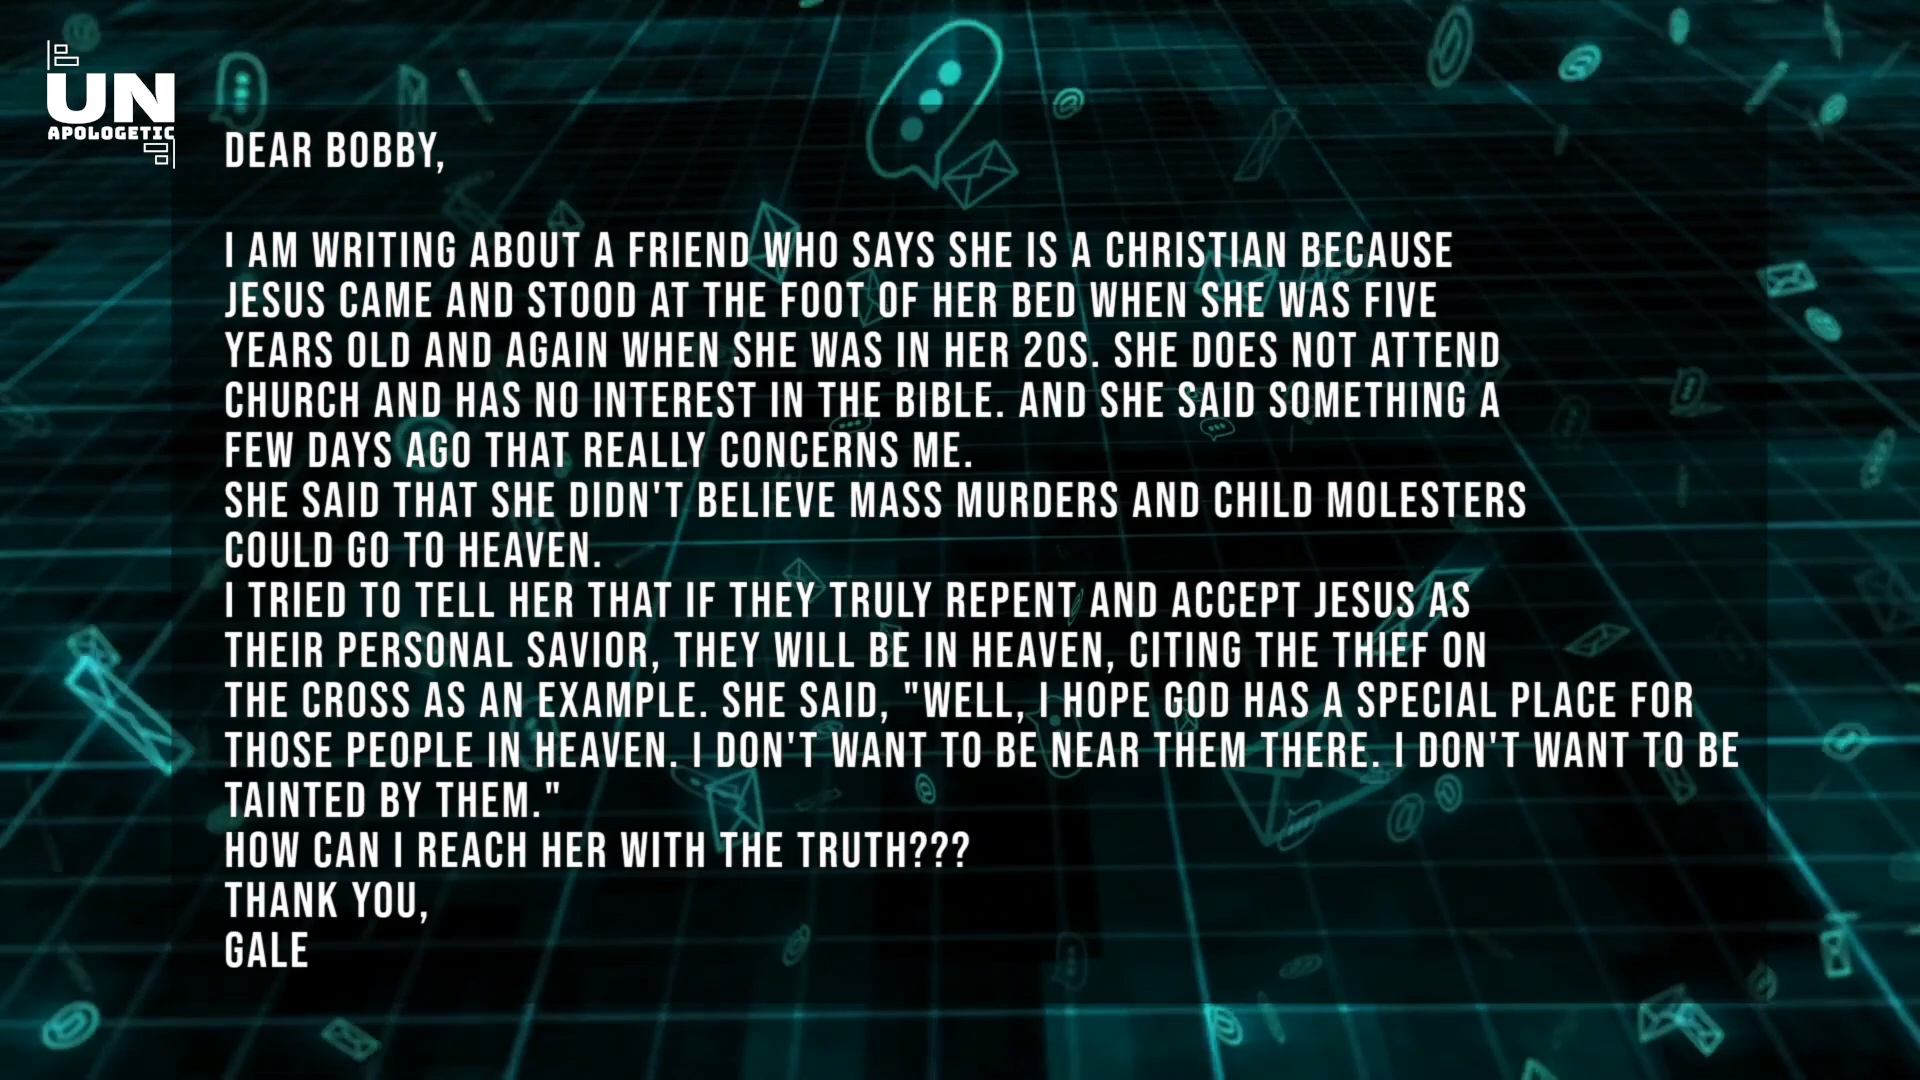 UN
APOLOGETIC
DEAR BOBBY,
I AM WRITING ABOUT A FRIEND WHO SAYS SHE IS A CHRISTIAN BECAUSE
JESUS CAME AND STOOD AT THE FOOT OF HER BED WHEN SHE WAS FIVE
YEARS OLD AND AGAIN WHEN SHE WAS IN HER 20S. SHE DOES NOT ATTEND
CHURCH AND HAS NO INTEREST IN THE BIBLE. AND SHE SAID SOMETHING A
FEW DAYS AGO THAT REALLY CONCERNS ME.
SHE SAID THAT SHE DIDN'T BELIEVE MASS MURDERS AND CHILD MOLESTERS
COULD GO TO HEAVEN.
I TRIED TO TELL HER THAT IF THEY TRULY REPENT AND ACCEPT JESUS AS
THEIR PERSONAL SAVIOR, THEY WILL BE IN HEAVEN, CITING THE THIEF ON
THE CROSS AS AN EXAMPLE. SHE SAID, "WELL, I HOPE GOD HAS A SPECIAL PLACE FOR
THOSE PEOPLE IN HEAVEN. I DON'T WANT TO BE NEAR THEM THERE. I DON'T WANT TO BE
TAINTED BY THEM."
HOW CAN I REACH HER WITH THE TRUTH???
THANK YOU,
GALE